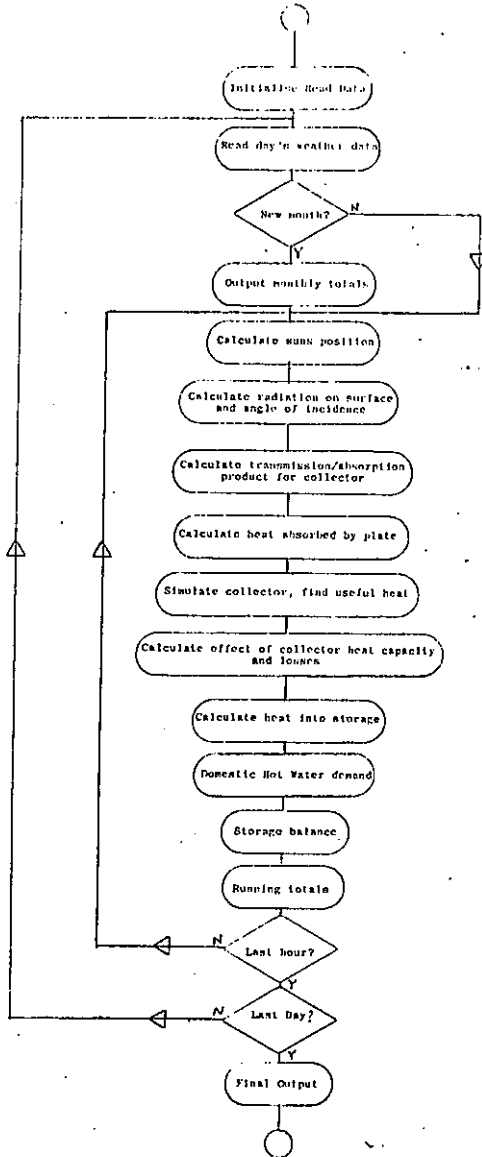 Initialise Read Data
Read day's weather data
New month?
N
Y
Output monthly totals
Calculate suns position
Calculate radiation on surface
and angle of incidence
Calculate transmission/absorption
product for collector
Calculate heat absorbed by plate
Simulate collector, find useful heat
Calculate effect of collector heat capacity
and losses
Calculate heat into storage
Domestic Hot Water demand
Storage balance
Running totals
N
Last hour?
Y
N
Last Day?
Y
Final Output